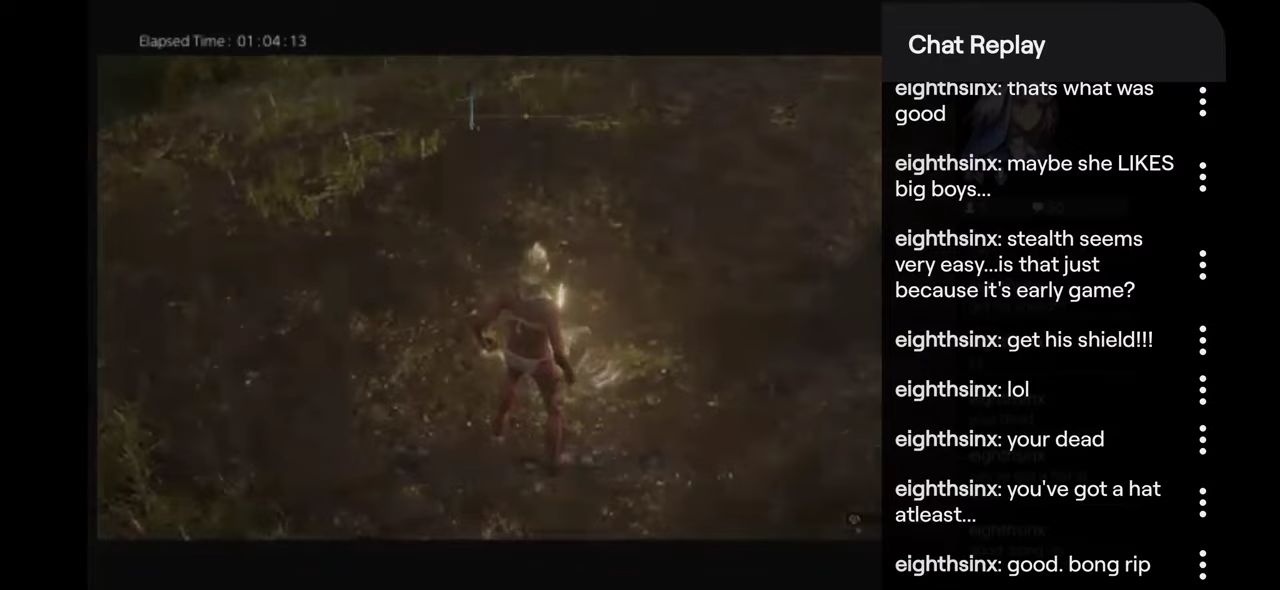 Elapsed Time: 01:04:13
Chat Replay
eighthsinx: thats what was
good
eighthsinx: maybe she LIKES
big boys...
eighthsinx: stealth seems
very easy...is that just
because it's early game?
eighthsinx: get his shield!!!
eighthsinx: lol
eighthsinx: your dead
eighthsinx: you've got a hat
atleast...
eighthsinx: good. bong rip